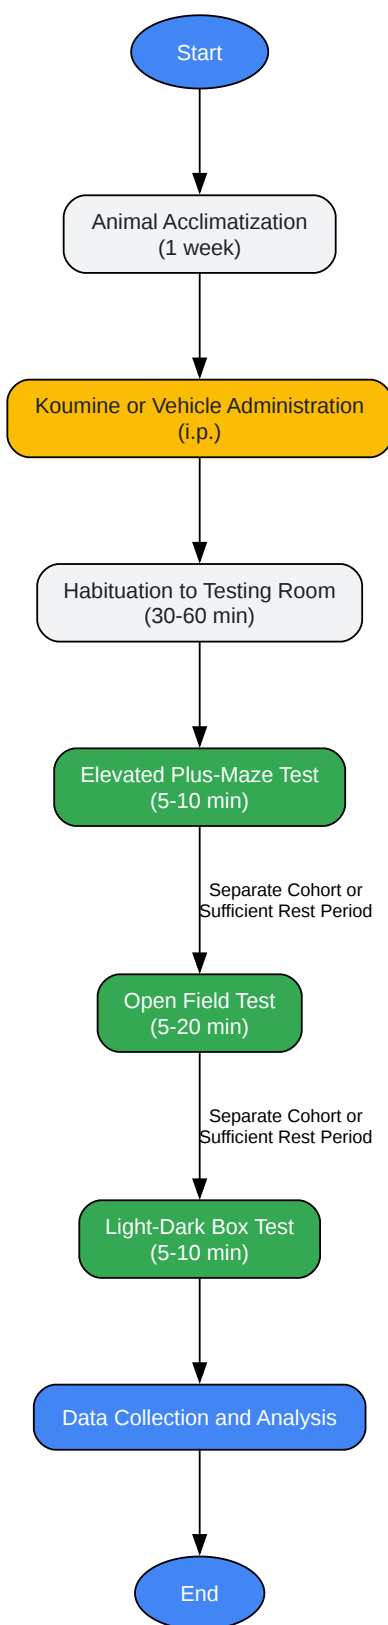 Start
Animal Acclimatization
(1 week)
Koumine or Vehicle Administration
(i.p.)
Habituation to Testing Room
(30-60 min)
Elevated Plus-Maze Test
(5-10 min)
Separate Cohort or
Sufficient Rest Period
Open Field Test
(5-20 min)
Separate Cohort or
Sufficient Rest Period
Light-Dark Box Test
(5-10 min)
Data Collection and Analysis
End